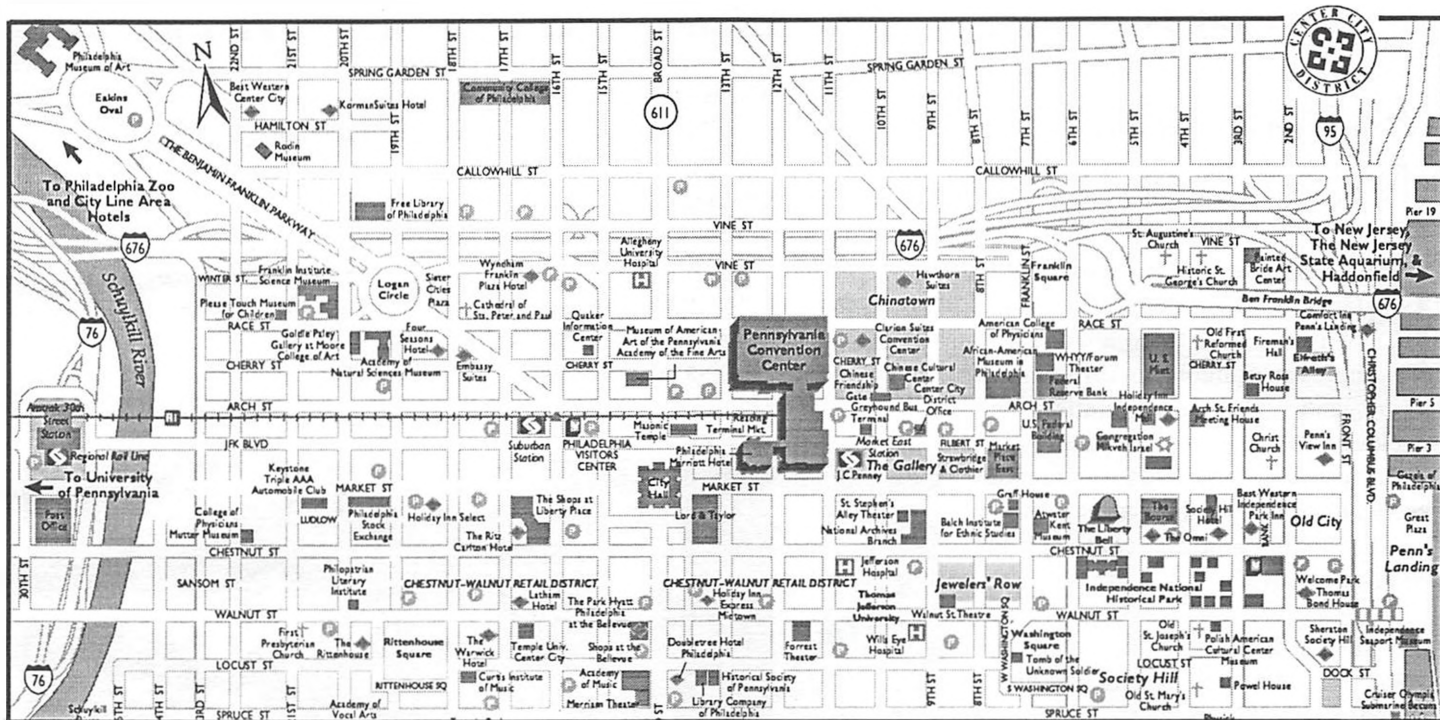 Philadelphia
Museum of Art
Eakins
Oval
N
22ND ST
21ST ST
20TH ST
18TH ST
17TH ST
16TH ST
15TH ST
BROAD ST
13TH ST
12TH ST
11TH ST
SPRING GARDEN ST
SPRING GARDEN ST
CENTER CITY
DISTRICT
Best Western
Center City
KormanSuites Hotel
Community College
of Philadelphia
HAMILTON ST
Rodin
Museum
19TH ST
611
10TH ST
9TH ST
8TH ST
7TH ST
6TH ST
5TH ST
4TH ST
3RD ST
2ND ST
95
THE BENJAMIN FRANKLIN PARKWAY
CALLOWHILL ST
CALLOWHILL ST
To Philadelphia Zoo
and City Line Area
Hotels
Free Library
of Philadelphia
VINE ST
676
676
Pier 19
To New Jersey,
The New Jersey
State Aquarium, &
Haddonfield
St. Augustine's
Church
VINE ST
Historic St.
George's Church
Painted
Bride Art
Center
Ben Franklin Bridge
676
Schuylkill River
76
WINTER ST
Franklin Institute
Science Museum
Please Touch Museum
for Children
RACE ST
Logan
Circle
Sister
Cities
Plaza
Wyndham
Franklin
Plaza Hotel
Cathedral of
Sts. Peter and Paul
Allegheny
University
Hospital
VINE ST
Hawthorn
Suites
Chinatown
8TH ST
FRANKLIN ST
Franklin
Square
Goldie Paley
Gallery at Moore
College of Art
CHERRY ST
Academy of
Natural Sciences Museum
Four
Seasons
Hotel
Embassy
Suites
Quaker
Information
Center
CHERRY ST
Museum of American
Art of the Pennsylvania
Academy of the Fine Arts
Pennsylvania
Convention
Center
Clarion Suites
Convention
Center
CHERRY ST
Chinese
Friendship
Gate
Chinese Cultural
Center
Center City
District
Office
Greyhound Bus
Terminal
American College
of Physicians
African-American
Museum in
Philadelphia
WHYY/Forum
Theater
Federal
Reserve Bank
RACE ST
U.S.
Mint
Old First
Reformed
Church
CHERRY ST
Fireman's
Hall
Betsy Ross
House
Comfort Inn
Penn's Landing
Elfreth's
Alley
CHRISTOPHER COLUMBUS BLVD.
Pier 5
Pier 3
ARCH ST
ARCH ST
Amtrak 30th
Street
Station
Regional Rail Line
To University
of Pennsylvania
JFK BLVD
Suburban
Station
PHILADELPHIA
VISITORS
CENTER
Masonic
Temple
Reading
Terminal Mkt.
Philadelphia
Marriott Hotel
Market East
Station
The Gallery
J.C. Penney
FILBERT ST
Strawbridge
& Clothier
Market
Place
East
U.S. Federal
Building
Holiday Inn
Independence
Mall
Congregation
Mikveh Israel
Arch St. Friends
Meeting House
Christ
Church
Penn's
View Inn
FRONT ST
Keystone
Triple AAA
Automobile Club
MARKET ST
City
Hall
MARKET ST
Post
Office
College of
Physicians
Mutter Museum
LUDLOW
Philadelphia
Stock
Exchange
Holiday Inn Select
The Shops at
Liberty Place
The Ritz
Carlton Hotel
Lord & Taylor
St. Stephen's
Alley Theater
National Archives
Branch
Graff House
Balch Institute
for Ethnic Studies
Atwater
Kent
Museum
The Liberty
Bell
The
Bourse
The Omni
Society Hill
Hotel
Best Western
Independence
Park Inn
BANK
Old City
Gazela of
Philadelphia
Great
Plaza
Penn's
Landing
CHESTNUT ST
CHESTNUT ST
30TH ST
SANSOM ST
Philopatrian
Literary
Institute
CHESTNUT-WALNUT RETAIL DISTRICT
CHESTNUT-WALNUT RETAIL DISTRICT
Jefferson
Hospital
Jewelers' Row
Independence National
Historical Park
Welcome Park
Thomas
Bond House
WALNUT ST
WALNUT ST
Latham
Hotel
The Park Hyatt
Philadelphia
at the Bellevue
Holiday Inn
Express
Midtown
Thomas
Jefferson
University
Walnut St. Theatre
First
Presbyterian
Church
The
Rittenhouse
Rittenhouse
Square
The
Warwick
Hotel
Temple Univ.
Center City
Shops at the
Bellevue
Doubletree Hotel
Philadelphia
Forrest
Theater
Wills Eye
Hospital
W WASHINGTON SQ
Washington
Square
Tomb of the
Unknown Soldier
Old
St. Joseph's
Church
Polish American
Cultural Center
Museum
Sheraton
Society Hill
Independence
Seaport Museum
LOCUST ST
LOCUST ST
DOCK ST
76
RITTENHOUSE SQ
Curtis Institute
of Music
Academy
of Music
Merriam Theater
Historical Society
of Pennsylvania
Library Company
of Philadelphia
9TH ST
8TH ST
S WASHINGTON SQ
Society Hill
Old St. Mary's
Church
Powel House
Cruiser Olympia
Submarine Becuna
Schuylkill
24TH ST
23RD ST
21ST ST
Academy of
Vocal Arts
SPRUCE ST
SPRUCE ST